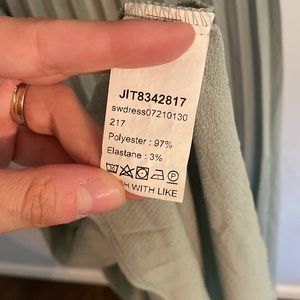 JIT8342817
swdress07210130
217
Polyester : 97%
Elastane : 3%
WITH LIKE